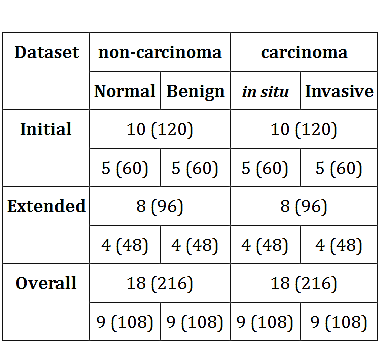 Dataset non-carcinoma carcinoma
Normal Benign in situ Invasive
Initial 10 (120) 10 (120)
5 (60) 5 (60) 5 (60) 5 (60)
Extended 8 (96) 8 (96)
4 (48) 4 (48) 4 (48) 4 (48)
Overall 18 (216) 18 (216)
9 (108) 9 (108) 9 (108) 9 (108)